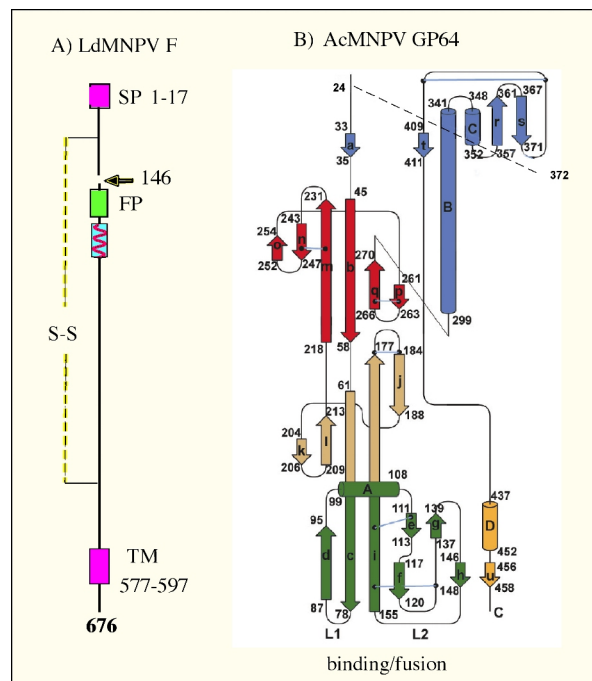 A) LdMNPV F
SP 1-17
146
FP
S-S
TM
577-597
676
B) AcMNPV GP64
24
33
a
35
45
409
t
411
341
348
C
352
361
r
357
367
s
371
372
B
299
231
243
254
o
n
252
247
m
b
218
58
270
q
266
261
p
263
177
184
j
188
61
213
204
k
206
l
209
A
108
99
95
d
87
c
78
i
155
111
e
113
117
f
120
139
g
137
146
h
148
437
D
452
456
u
458
C
L1
L2
binding/fusion